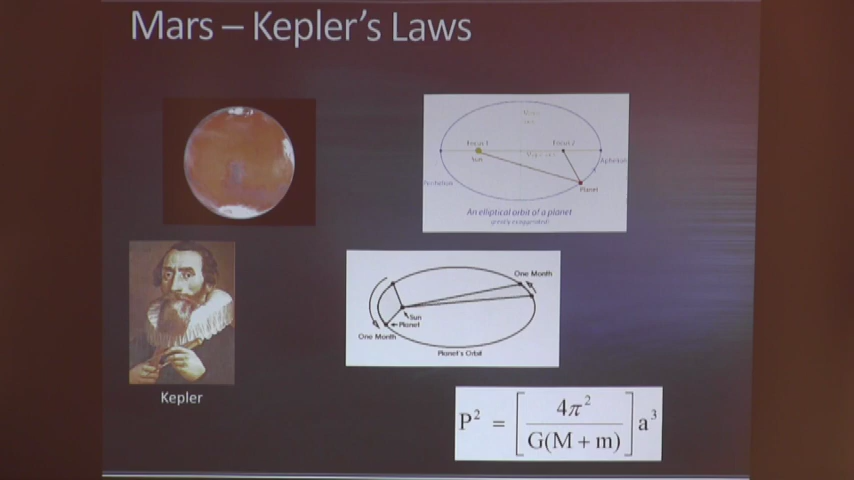 Mars – Kepler's Laws
Focus 1
Focus 2
Sun
Aphelion
Perihelion
Planet
An elliptical orbit of a planet
One Month
Sun
Planet
One Month
Planet's Orbit
Kepler
P² = [4π² / G(M + m)] a³